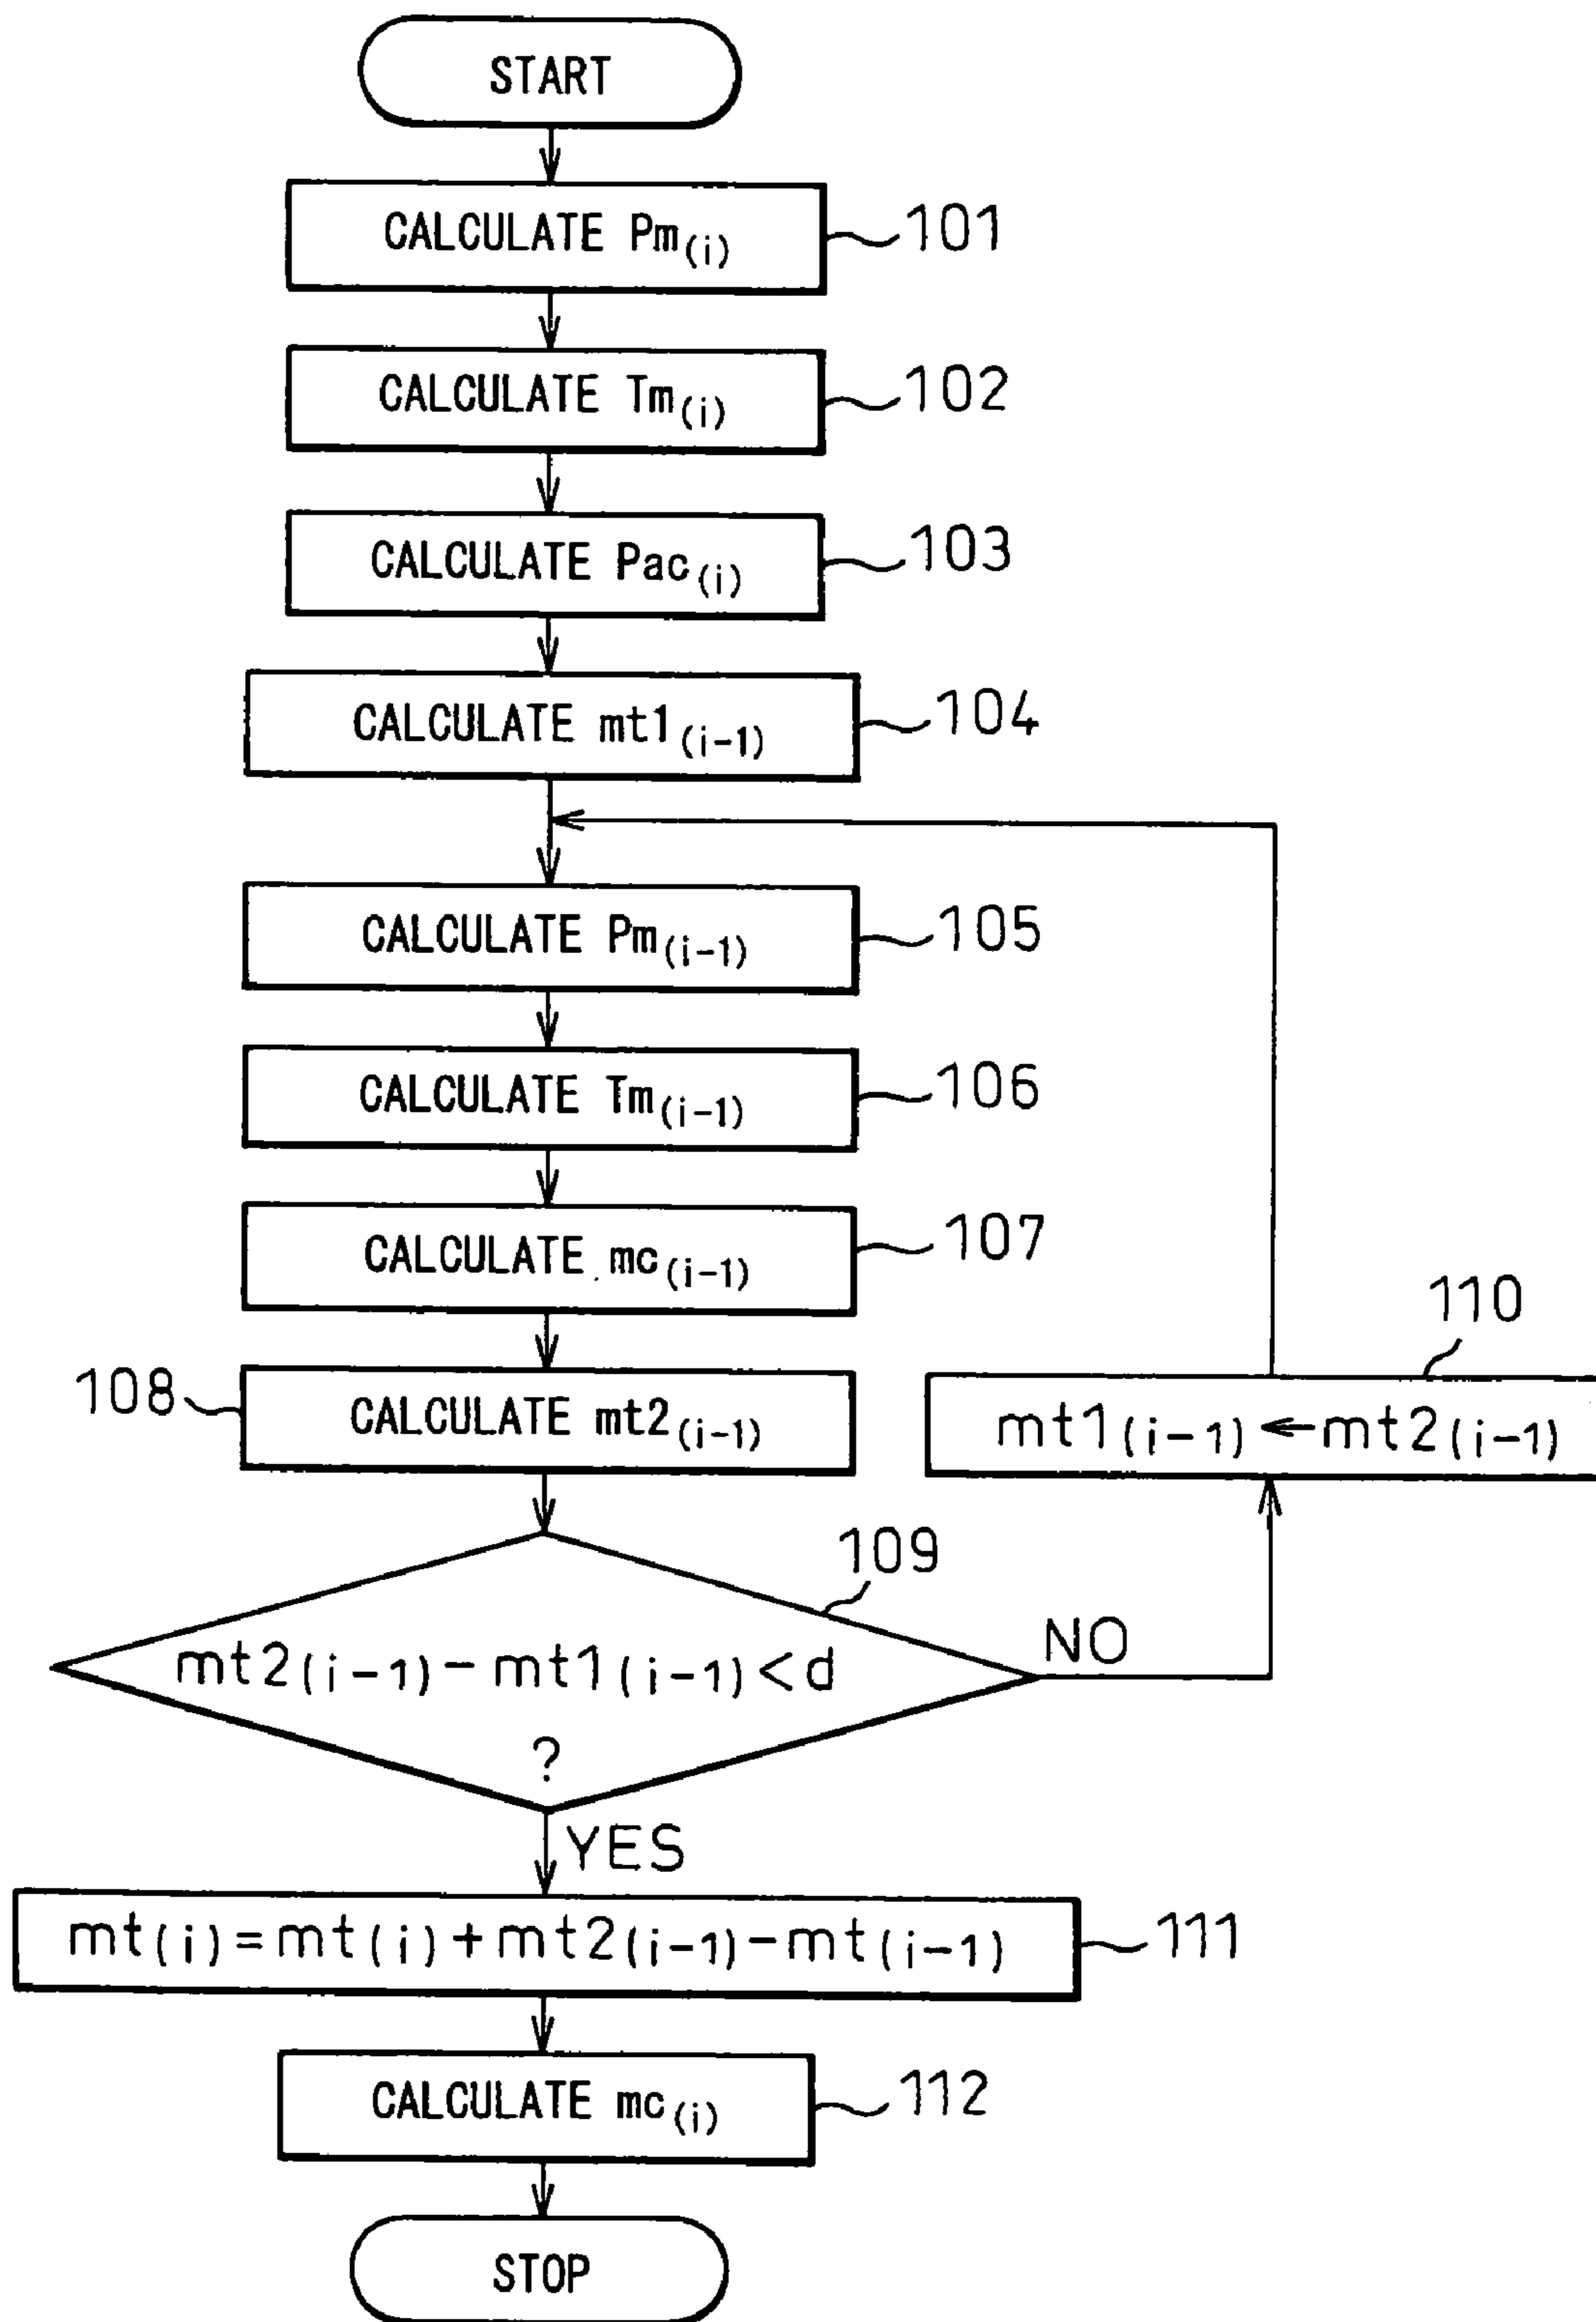 START
CALCULATE Pm(i)
101
CALCULATE Tm(i)
102
CALCULATE Pac(i)
103
CALCULATE mt1(i-1)
104
CALCULATE Pm(i-1)
105
CALCULATE Tm(i-1)
106
CALCULATE mc(i-1)
107
108
CALCULATE mt2(i-1)
110
mt1(i-1)←mt2(i-1)
109
mt2(i-1)-mt1(i-1)<d
?
NO
YES
mt(i)=mt(i)+mt2(i-1)-mt(i-1)
111
CALCULATE mc(i)
112
STOP